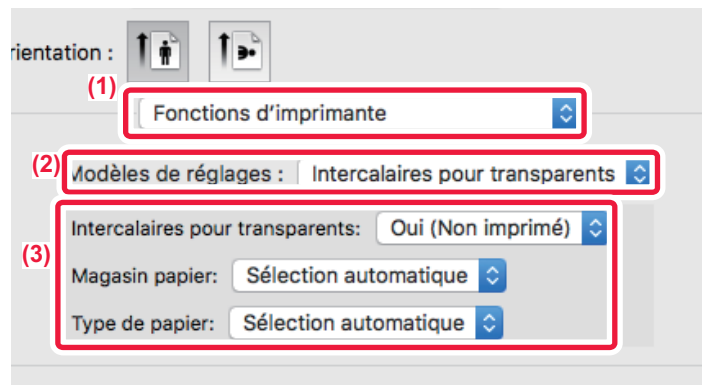 rientation :
(1)
Fonctions d'imprimante
(2) Modèles de réglages : Intercalaires pour transparents
(3)
Intercalaires pour transparents: Oui (Non imprimé)
Magasin papier: Sélection automatique
Type de papier: Sélection automatique